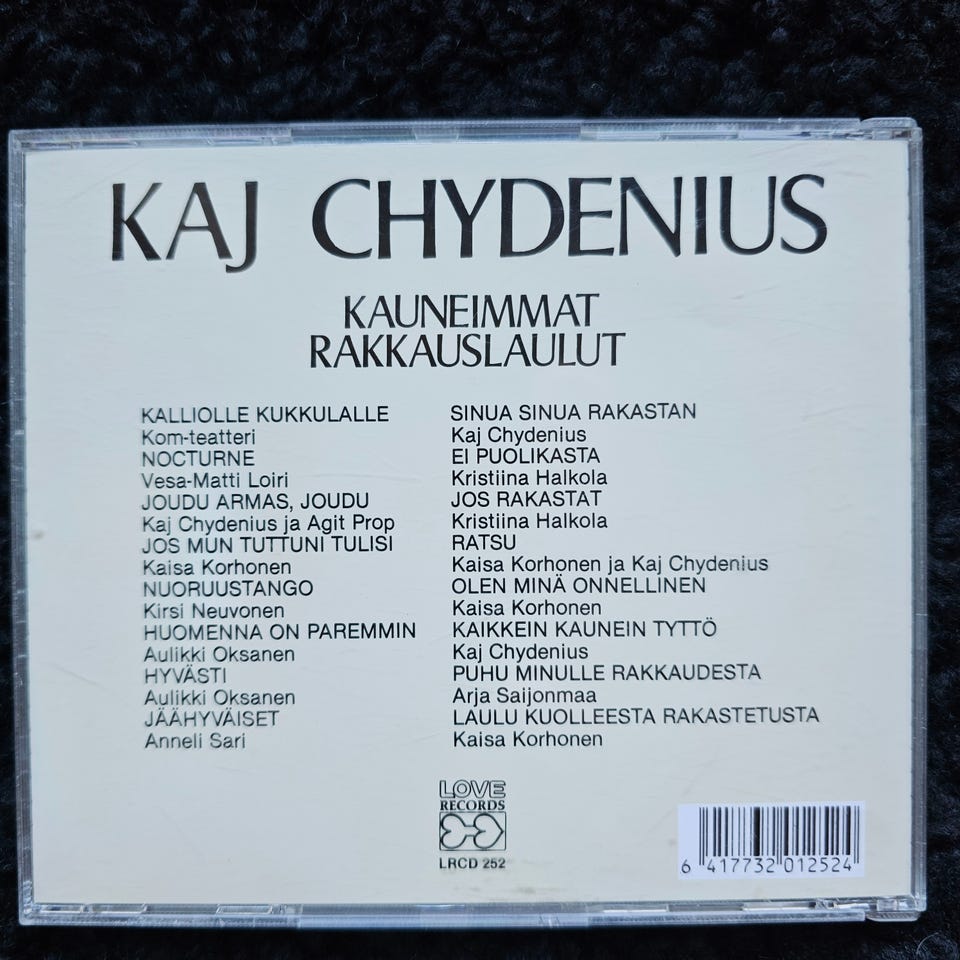 KAJ CHYDENIUS
KAUNEIMMAT
RAKKAUSLAULUT
KALLIOLLE KUKKULALLE
Kom-teatteri
NOCTURNE
Vesa-Matti Loiri
JOUDU ARMAS, JOUDU
Kaj Chydenius ja Agit Prop
JOS MUN TUTTUNI TULISI
Kaisa Korhonen
NUORUUSTANGO
Kirsi Neuvonen
HUOMENNA ON PAREMMIN
Aulikki Oksanen
HYVÄSTI
Aulikki Oksanen
JÄÄHYVÄISET
Anneli Sari
SINUA SINUA RAKASTAN
Kaj Chydenius
EI PUOLIKASTA
Kristiina Halkola
JOS RAKASTAT
Kristiina Halkola
RATSU
Kaisa Korhonen ja Kaj Chydenius
OLEN MINÄ ONNELLINEN
Kaisa Korhonen
KAIKKEIN KAUNEIN TYTTÖ
Kaj Chydenius
PUHU MINULLE RAKKAUDESTA
Arja Saijonmaa
LAULU KUOLLEESTA RAKASTETUSTA
Kaisa Korhonen
LOVE
RECORDS
LRCD 252
6 417732 012524